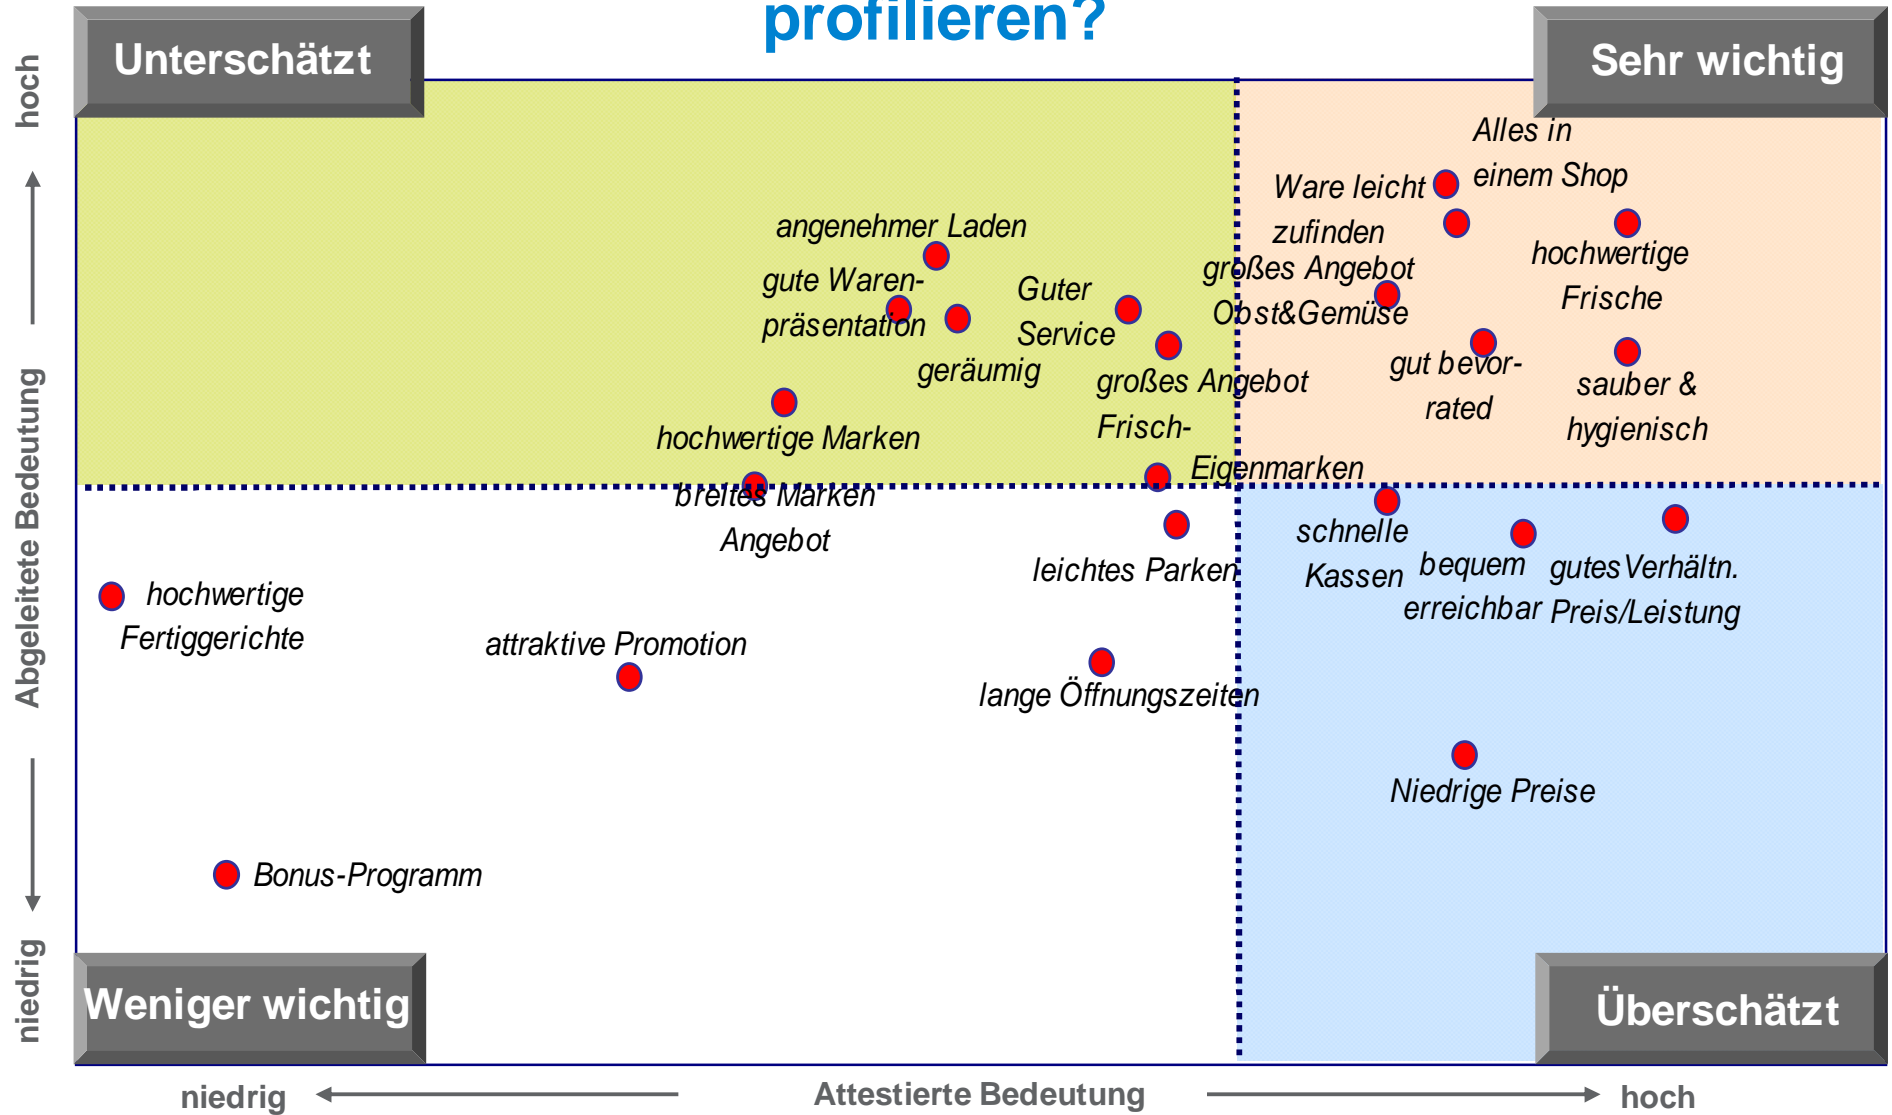 profilieren?
Unterschätzt
Sehr wichtig
hoch
Alles in
einem Shop
Ware leicht
zufinden
angenehmer Laden
hochwertige
Frische
großes Angebot
Obst&Gemüse
gute Waren-
präsentation
Guter
Service
geräumig
großes Angebot
Frisch-
gut bevor-
rated
sauber &
hygienisch
hochwertige Marken
Eigenmarken
breites Marken
Angebot
Abgeleitete Bedeutung
schnelle
Kassen
bequem
erreichbar
gutes Verhältn.
Preis/Leistung
leichtes Parken
hochwertige
Fertiggerichte
attraktive Promotion
lange Öffnungszeiten
Niedrige Preise
Bonus-Programm
niedrig
Weniger wichtig
Überschätzt
niedrig
Attestierte Bedeutung
hoch